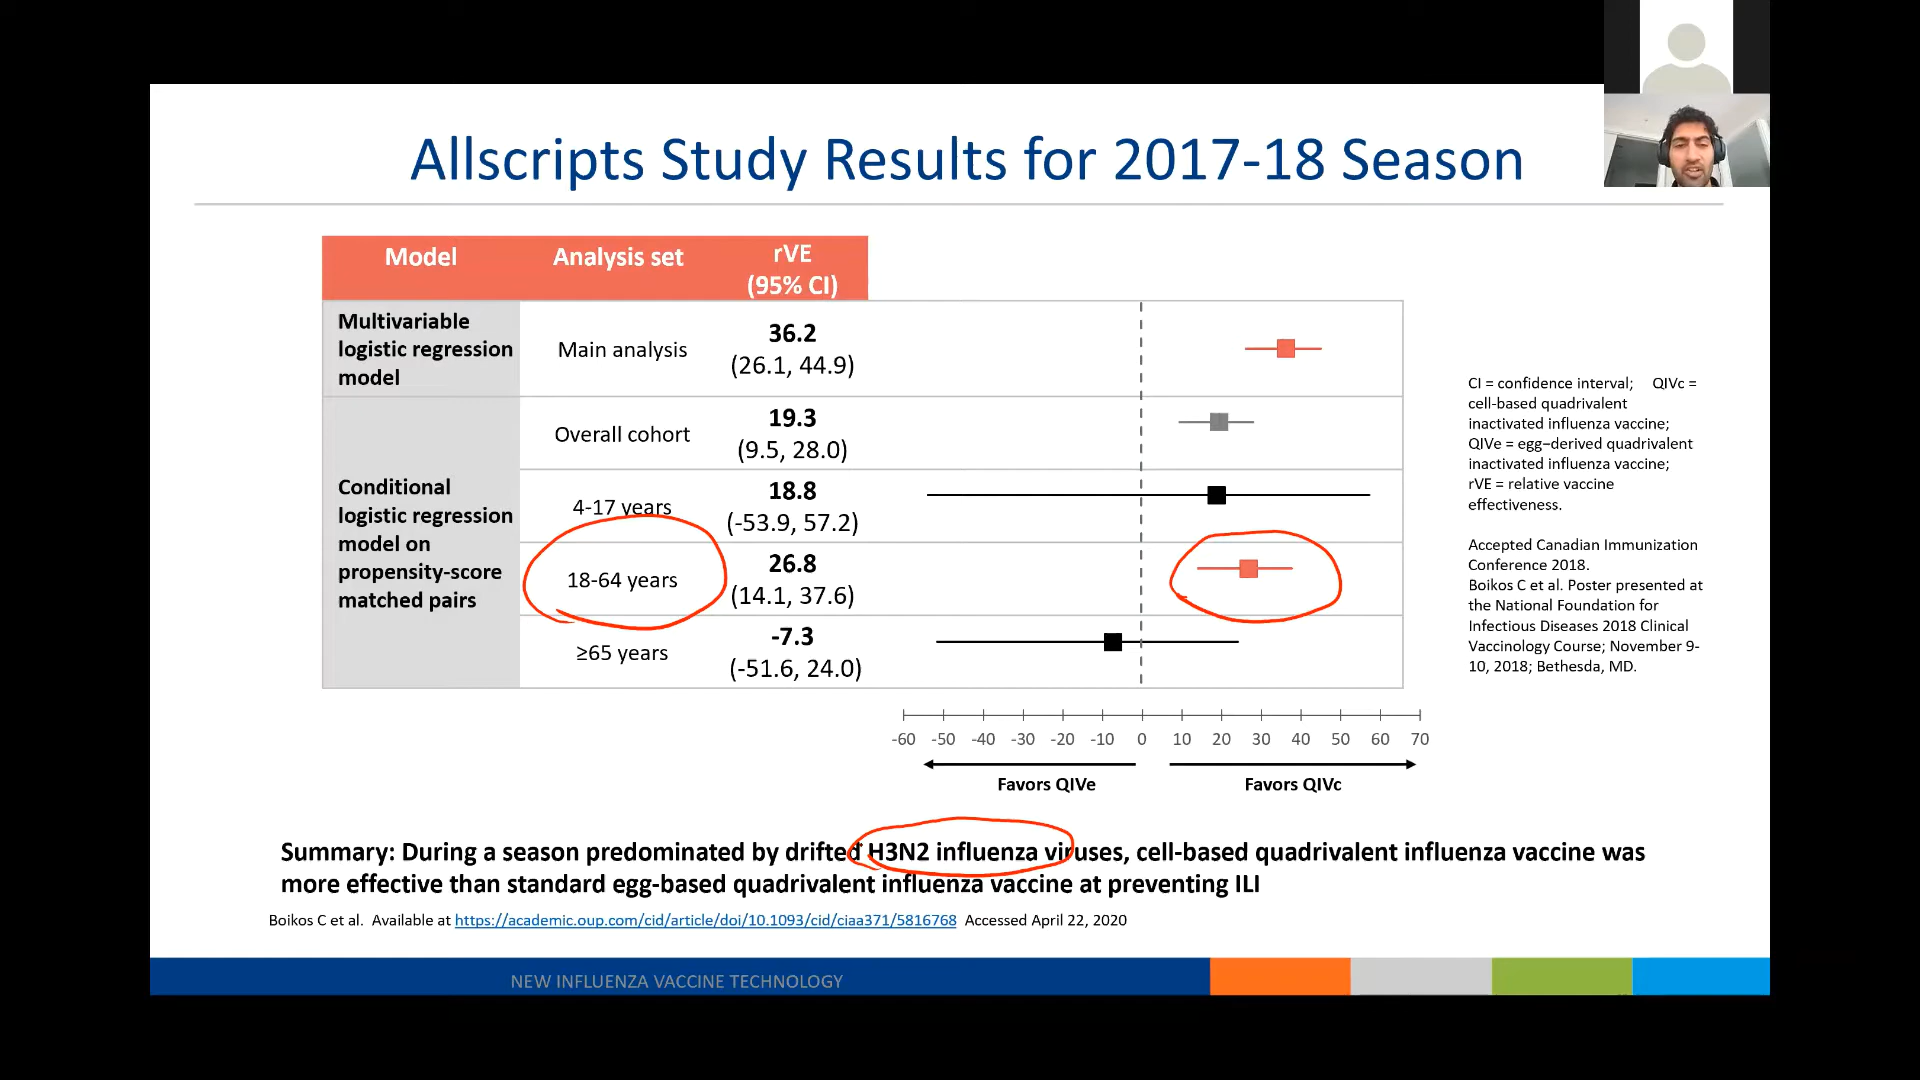 Allscripts Study Results for 2017-18 Season
Model Analysis set rVE
(95% CI)
Multivariable
logistic regression
model
Main analysis
36.2
(26.1, 44.9)
Conditional
logistic regression
model on
propensity-score
matched pairs
Overall cohort
19.3
(9.5, 28.0)
4-17 years
18.8
(-53.9, 57.2)
18-64 years
26.8
(14.1, 37.6)
≥65 years
-7.3
(-51.6, 24.0)
-60 -50 -40 -30 -20 -10 0 10 20 30 40 50 60 70
Favors QIVe Favors QIVc
CI = confidence interval; QIVc =
cell-based quadrivalent
inactivated influenza vaccine;
QIVe = egg–derived quadrivalent
inactivated influenza vaccine;
rVE = relative vaccine
effectiveness.
Accepted Canadian Immunization
Conference 2018.
Boikos C et al. Poster presented at
the National Foundation for
Infectious Diseases 2018 Clinical
Vaccinology Course; November 9-
10, 2018; Bethesda, MD.
Summary: During a season predominated by drifted H3N2 influenza viruses, cell-based quadrivalent influenza vaccine was
more effective than standard egg-based quadrivalent influenza vaccine at preventing ILI
Boikos C et al. Available at https://academic.oup.com/cid/article/doi/10.1093/cid/ciaa371/5816768 Accessed April 22, 2020
NEW INFLUENZA VACCINE TECHNOLOGY